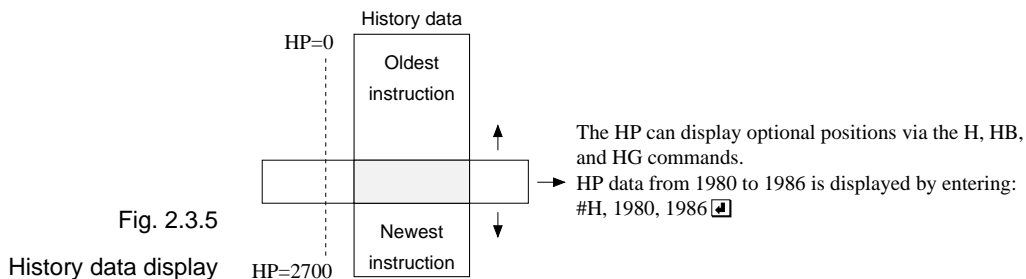 History data
HP=0
Oldest
instruction
The HP can display optional positions via the H, HB,
and HG commands.
HP data from 1980 to 1986 is displayed by entering:
#H, 1980, 1986
Fig. 2.3.5
History data display
Newest
instruction
HP=2700